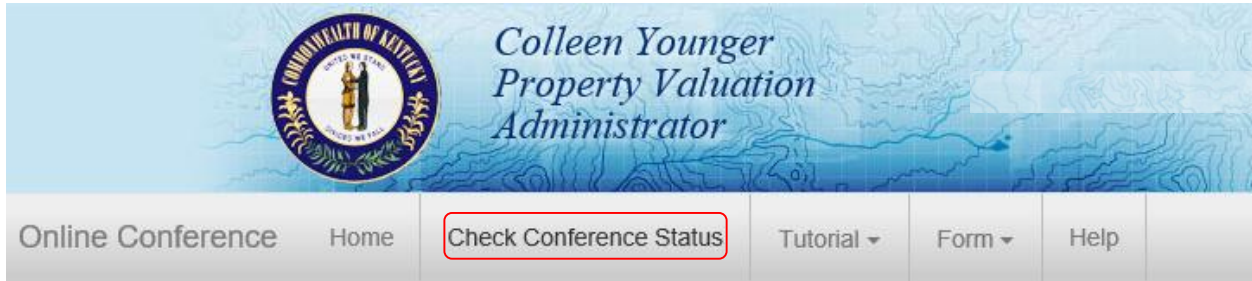 COMMONWEALTH OF KENTUCKY
UNITED WE STAND
DIVIDED WE FALL
Colleen Younger
Property Valuation
Administrator
Online Conference Home Check Conference Status Tutorial Form Help